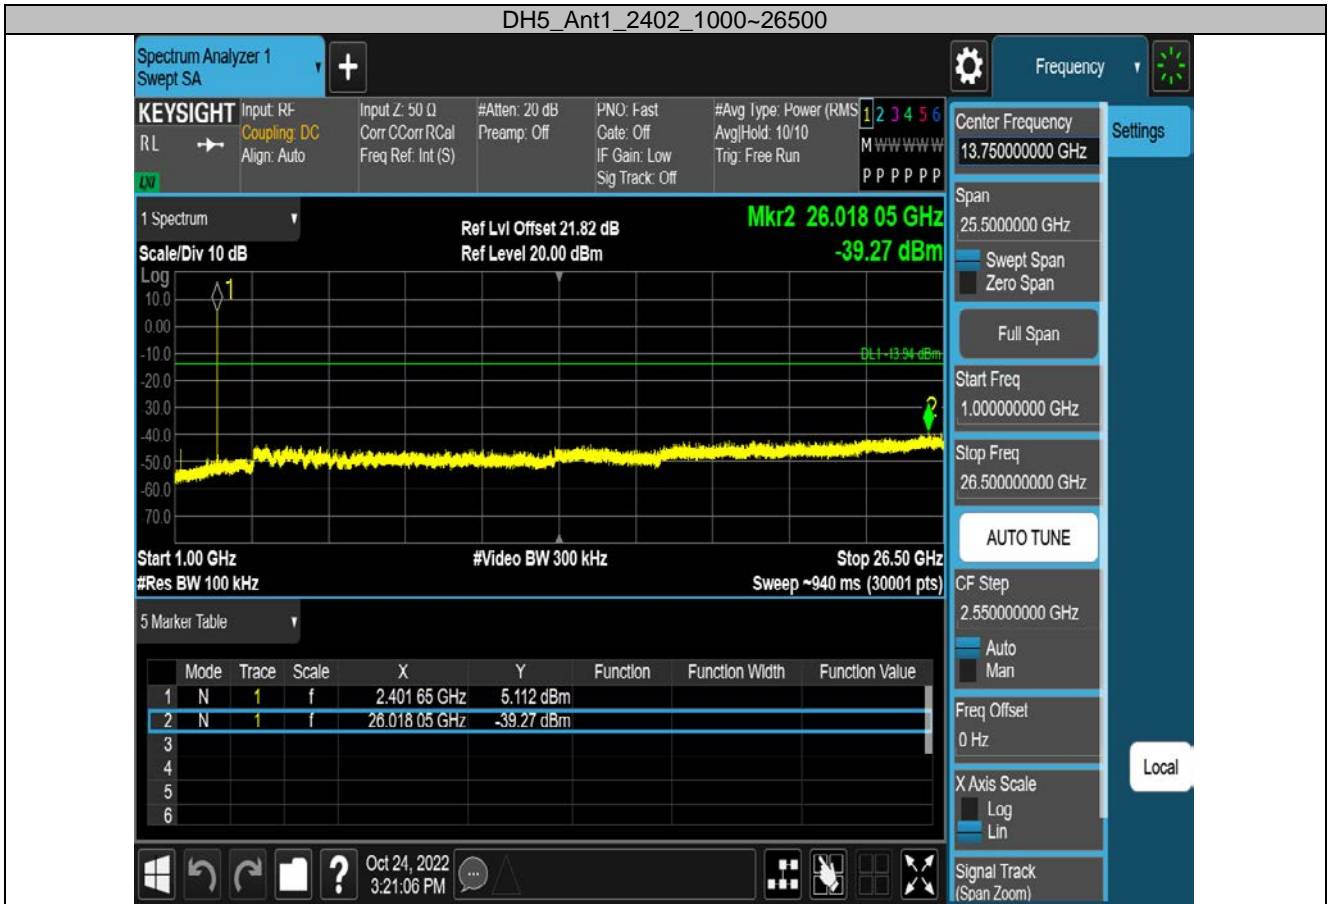 DH5_Ant1_2402_1000~26500
Spectrum Analyzer 1
Swept SA
Frequency
KEYSIGHT
RL
LXI
Input: RF
Coupling: DC
Align: Auto
Input Z: 50 Ω
Corr CCorr RCal
Freq Ref: Int (S)
#Atten: 20 dB
Preamp: Off
PNO: Fast
Gate: Off
IF Gain: Low
Sig Track: Off
#Avg Type: Power (RMS
Avg|Hold: 10/10
Trig: Free Run
1 2 3 4 5 6
M W W W W W
P P P P P P
1 Spectrum
Scale/Div 10 dB
Ref Lvl Offset 21.82 dB
Ref Level 20.00 dBm
Mkr2 26.018 05 GHz
-39.27 dBm
Log
10.0
0.00
-10.0
-20.0
-30.0
-40.0
-50.0
-60.0
-70.0
1
DL1 -13.94 dBm
2
Start 1.00 GHz
#Video BW 300 kHz
Stop 26.50 GHz
#Res BW 100 kHz
Sweep ~940 ms (30001 pts)
5 Marker Table
Mode Trace Scale X Y Function Function Width Function Value
1 N 1 f 2.401 65 GHz 5.112 dBm
2 N 1 f 26.018 05 GHz -39.27 dBm
3
4
5
6
Oct 24, 2022
3:21:06 PM
Center Frequency
13.750000000 GHz
Settings
Span
25.5000000 GHz
Swept Span
Zero Span
Full Span
Start Freq
1.000000000 GHz
Stop Freq
26.500000000 GHz
AUTO TUNE
CF Step
2.550000000 GHz
Auto
Man
Freq Offset
0 Hz
X Axis Scale
Log
Lin
Local
Signal Track
(Span Zoom)